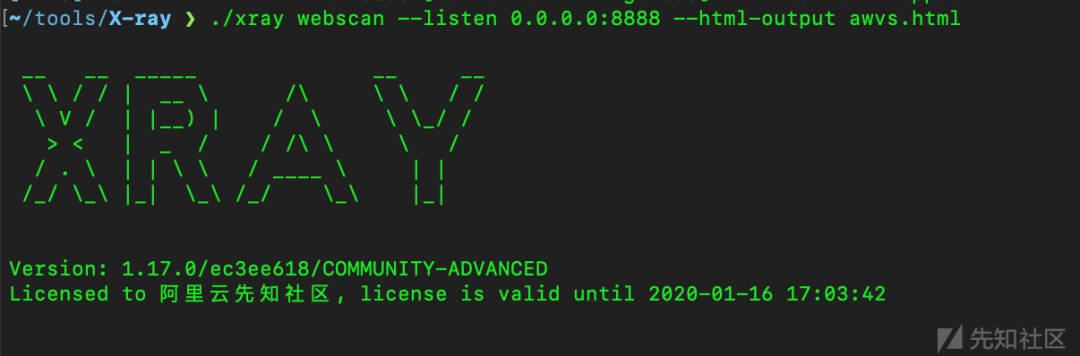 [~/tools/X-ray ❯ ./xray webscan --listen 0.0.0.0:8888 --html-output awvs.html
XRAY
Version: 1.17.0/ec3ee618/COMMUNITY-ADVANCED
Licensed to 阿里云先知社区, license is valid until 2020-01-16 17:03:42
先知社区